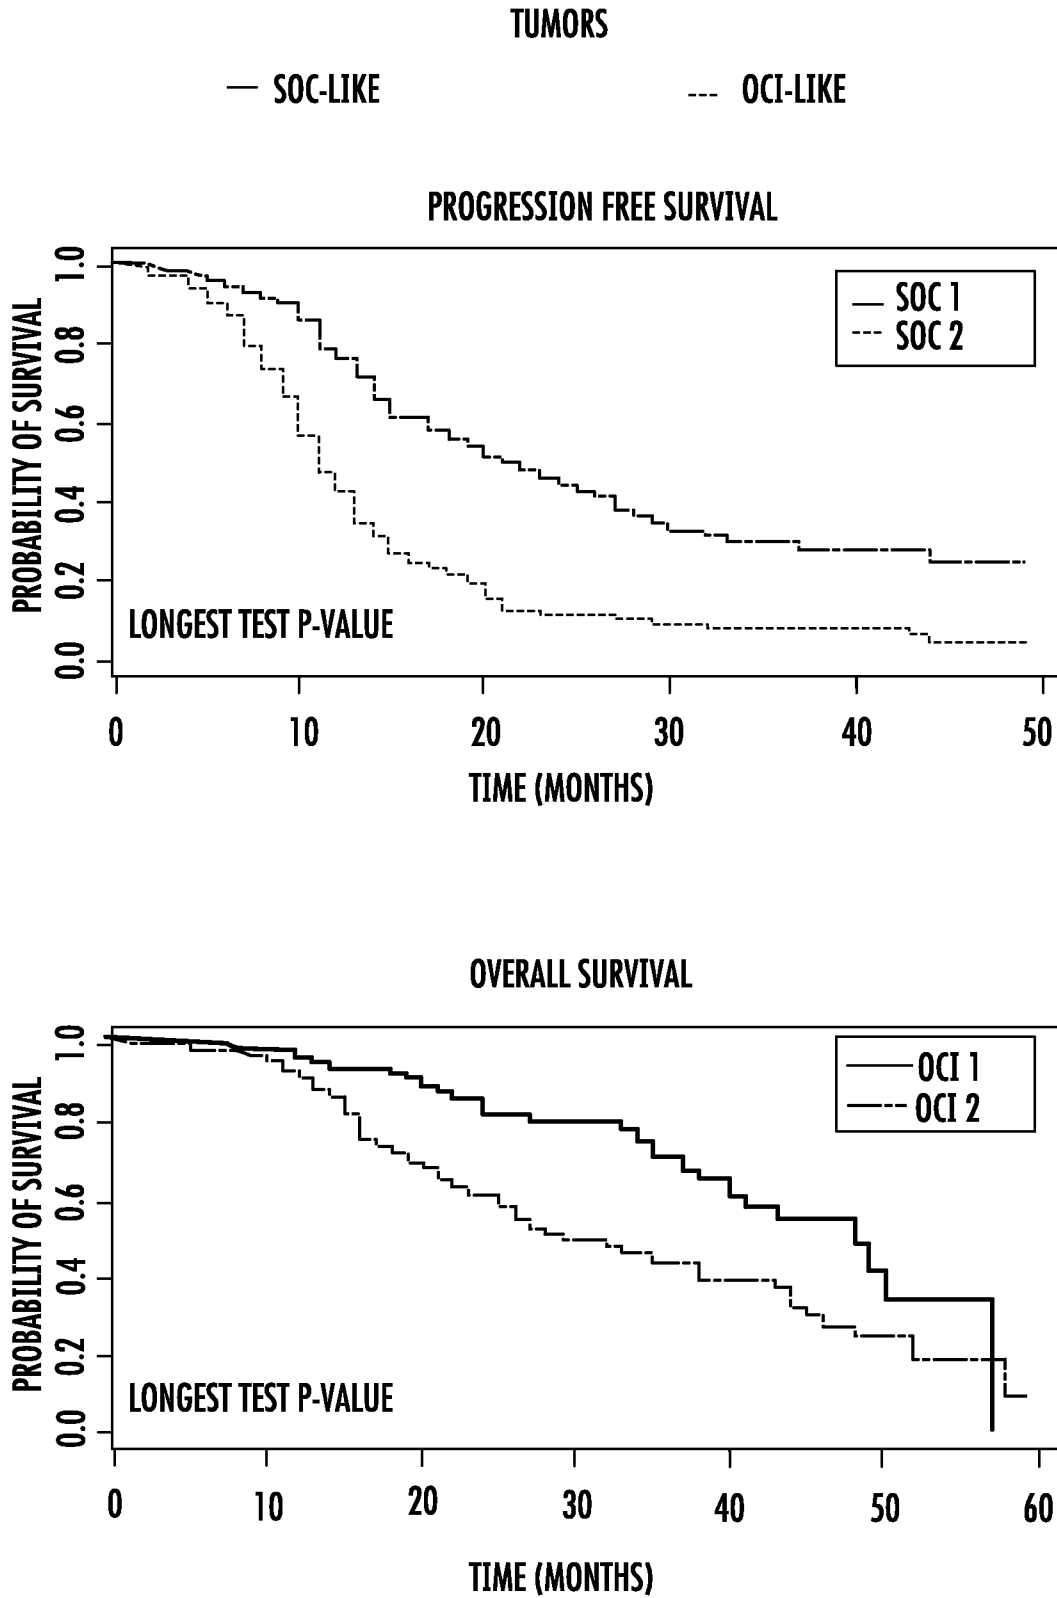 TUMORS
SOC-LIKE OCI-LIKE
PROGRESSION FREE SURVIVAL
PROBABILITY OF SURVIVAL
1.0
0.8
0.6
0.4
0.2
0.0
SOC 1
SOC 2
LONGEST TEST P-VALUE
0 10 20 30 40 50
TIME (MONTHS)
OVERALL SURVIVAL
PROBABILITY OF SURVIVAL
1.0
0.8
0.6
0.4
0.2
0.0
OCI 1
OCI 2
LONGEST TEST P-VALUE
0 10 20 30 40 50 60
TIME (MONTHS)